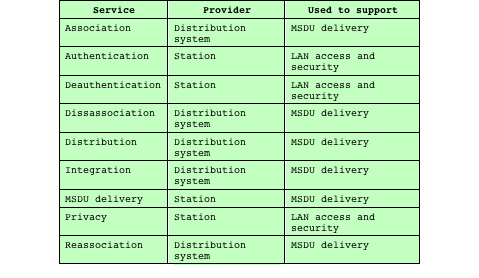 Service Provider Used to support
Association Distribution system MSDU delivery
Authentication Station LAN access and security
Deauthentication Station LAN access and security
Dissassociation Distribution system MSDU delivery
Distribution Distribution system MSDU delivery
Integration Distribution system MSDU delivery
MSDU delivery Station MSDU delivery
Privacy Station LAN access and security
Reassociation Distribution system MSDU delivery